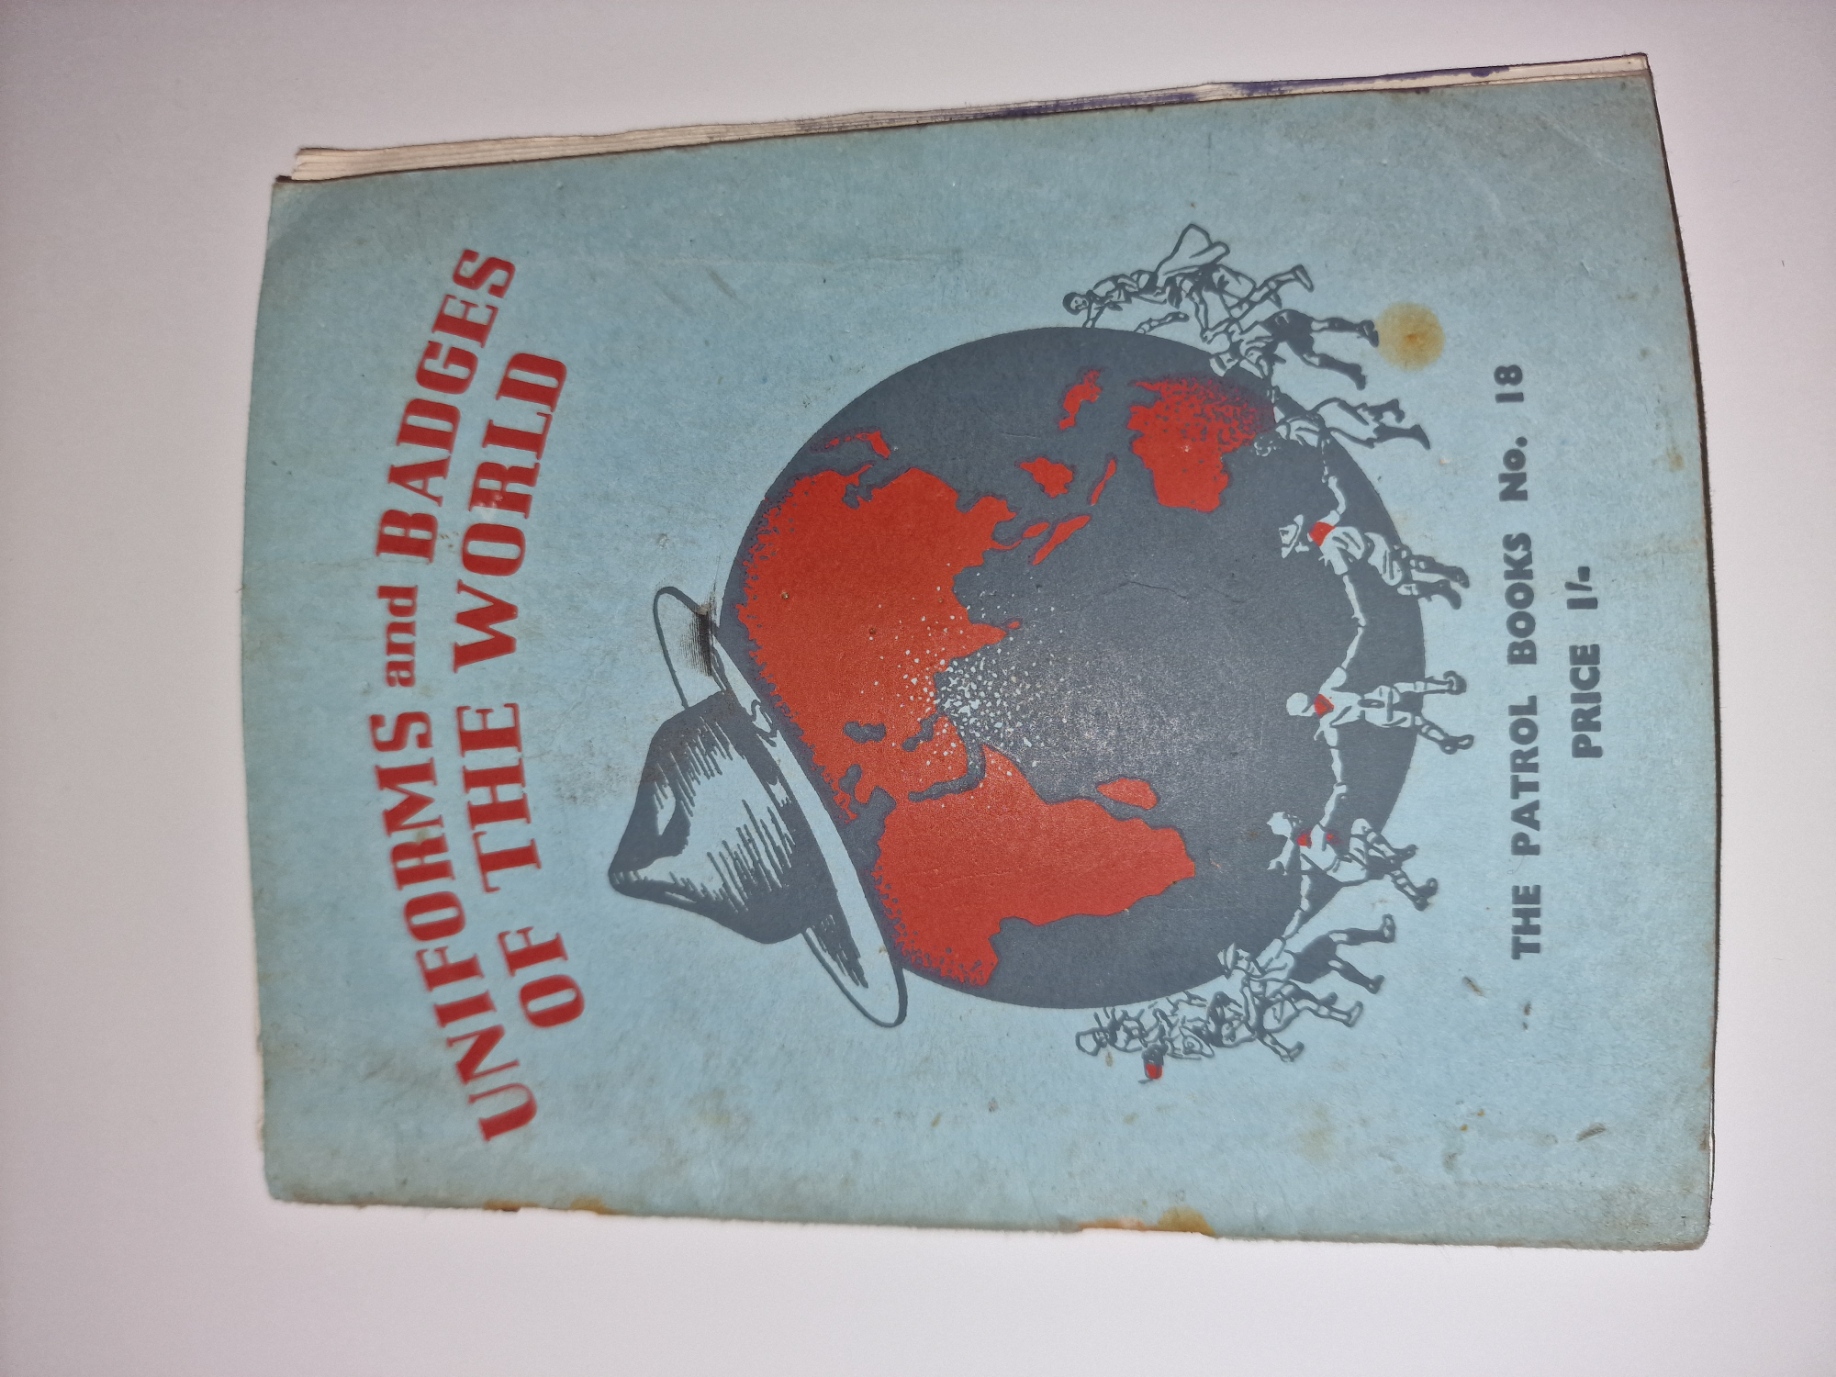 UNIFORMS and BADGES
OF THE WORLD
THE PATROL BOOKS No. 18
PRICE 1/-